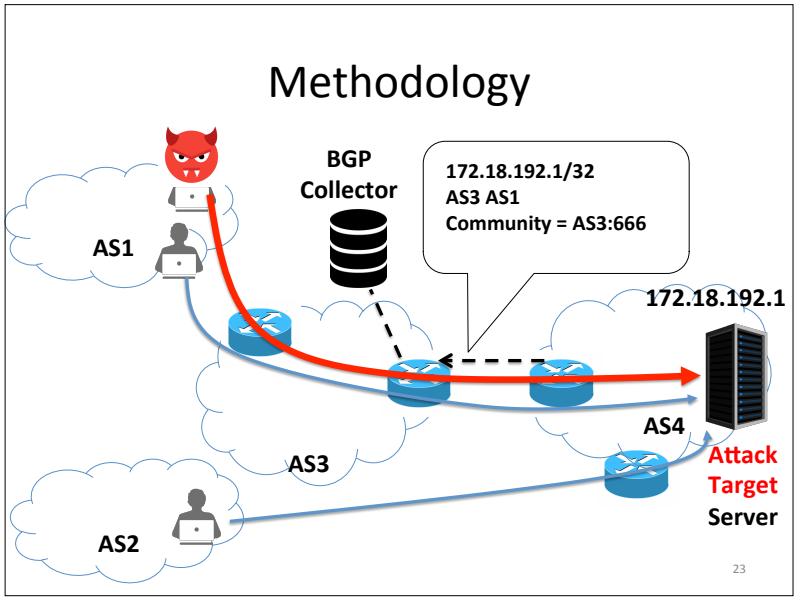 Methodology
BGP
Collector
172.18.192.1/32
AS3 AS1
Community = AS3:666
AS1
172.18.192.1
AS4
AS3
Attack
Target
Server
AS2
23